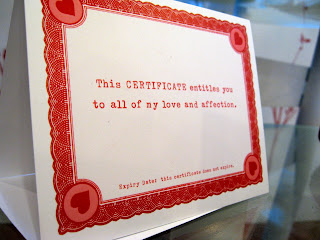 This CERTIFICATE entitles you
to all of my love and affection.
Expiry Date: this certificate does not expire.